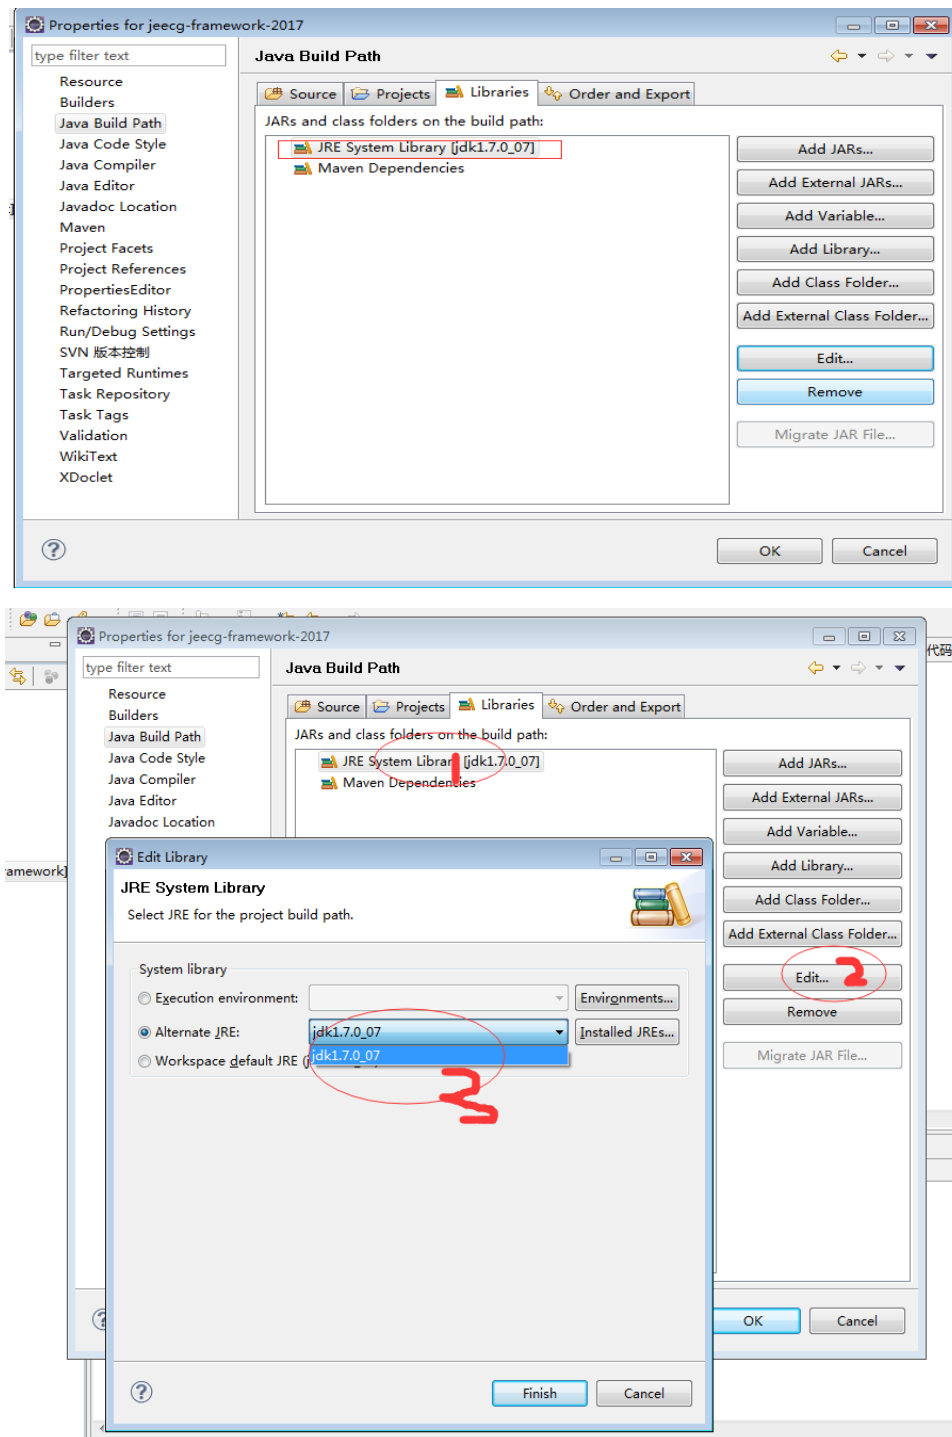 Properties for jeecg-framework-2017
type filter text
Java Build Path
Resource
Builders
Java Build Path
Java Code Style
Java Compiler
Java Editor
Javadoc Location
Maven
Project Facets
Project References
PropertiesEditor
Refactoring History
Run/Debug Settings
SVN 版本控制
Targeted Runtimes
Task Repository
Task Tags
Validation
WikiText
XDoclet
Source
Projects
Libraries
Order and Export
JARs and class folders on the build path:
JRE System Library [jdk1.7.0_07]
Maven Dependencies
Add JARs...
Add External JARs...
Add Variable...
Add Library...
Add Class Folder...
Add External Class Folder...
Edit...
Remove
Migrate JAR File...
OK
Cancel
Properties for jeecg-framework-2017
代码
type filter text
Java Build Path
Resource
Builders
Java Build Path
Java Code Style
Java Compiler
Java Editor
Javadoc Location
Source
Projects
Libraries
Order and Export
JARs and class folders on the build path:
JRE System Library [jdk1.7.0_07]
1
Maven Dependencies
Add JARs...
Add External JARs...
Add Variable...
Add Library...
Add Class Folder...
Add External Class Folder...
Edit...
2
Remove
Migrate JAR File...
ramework]
Edit Library
JRE System Library
Select JRE for the project build path.
System library
Execution environment:
Environments...
Alternate JRE:
jdk1.7.0_07
Installed JREs...
jdk1.7.0_07
Workspace default JRE (j
3
Finish
Cancel
OK
Cancel